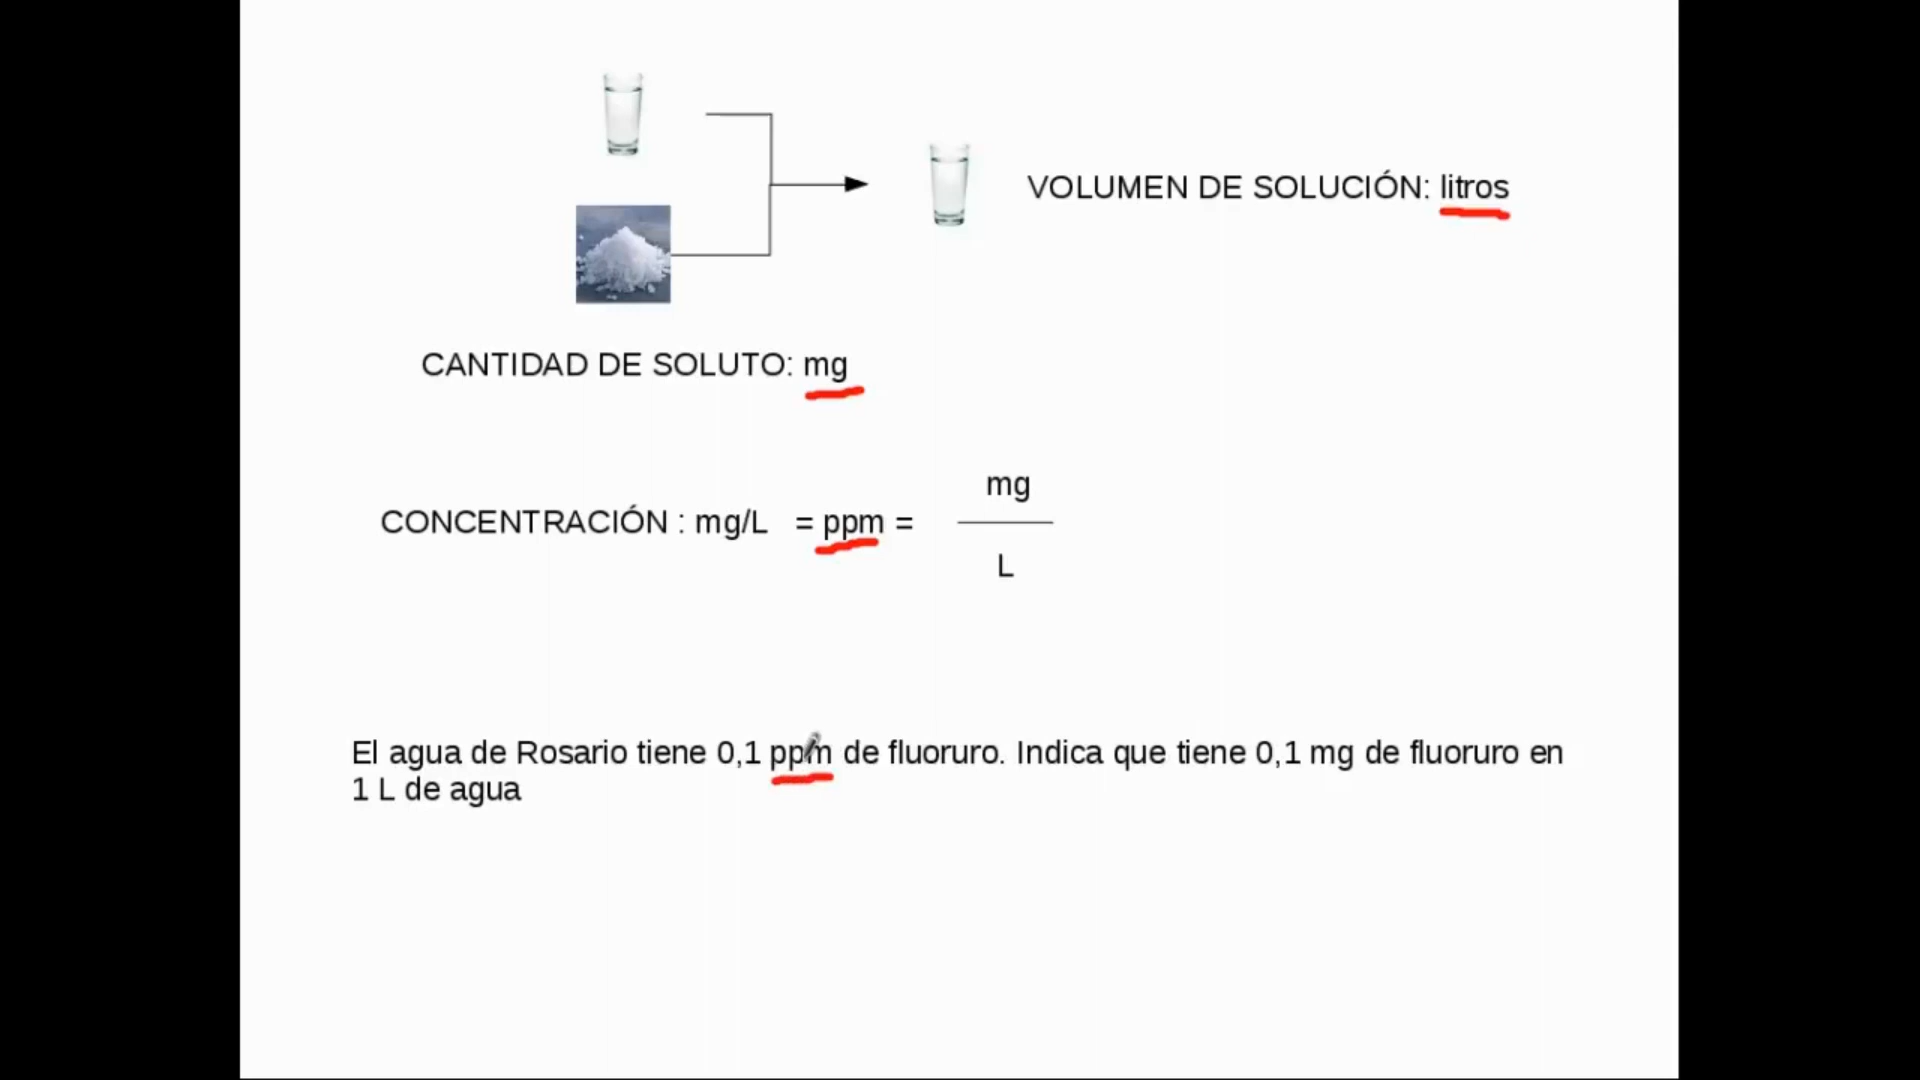 VOLUMEN DE SOLUCIÓN: litros
CANTIDAD DE SOLUTO: mg
CONCENTRACIÓN : mg/L = ppm =
mg
L
El agua de Rosario tiene 0,1 ppm de fluoruro. Indica que tiene 0,1 mg de fluoruro en
1 L de agua